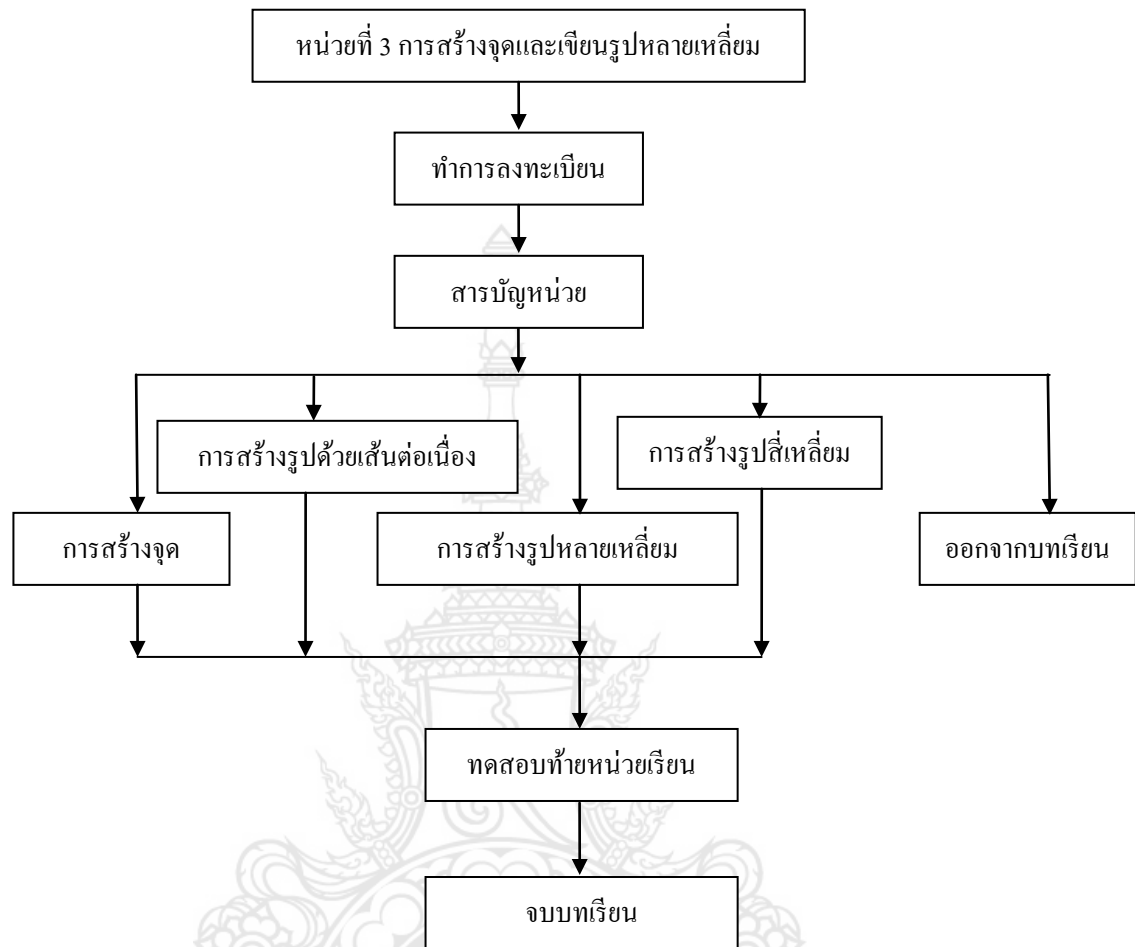 หน่วยที่ 3 การสร้างจุดและเขียนรูปหลายเหลี่ยม
ทำการลงทะเบียน
สารบัญหน่วย
การสร้างรูปด้วยเส้นต่อเนื่อง
การสร้างรูปสี่เหลี่ยม
การสร้างจุด
การสร้างรูปหลายเหลี่ยม
ออกจากบทเรียน
ทดสอบท้ายหน่วยเรียน
จบบทเรียน